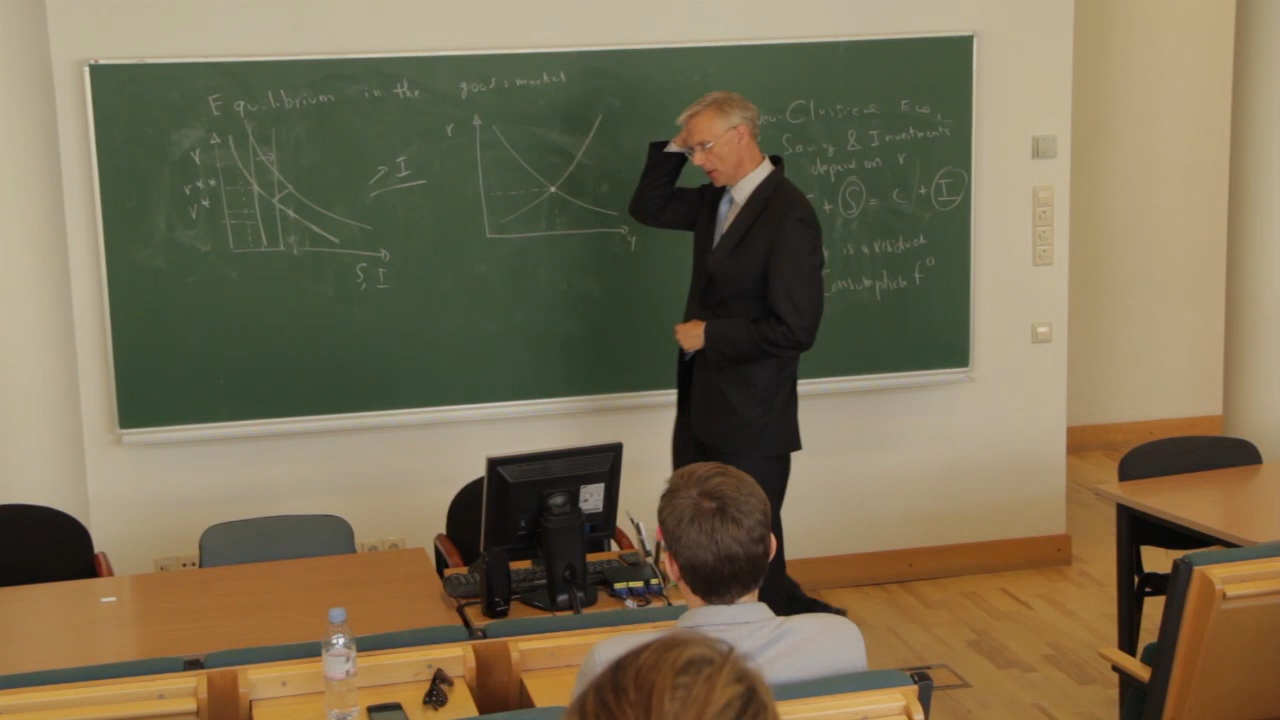 Equilibrium in the goods market
r
r**
r*
S, I
↗ I
r
y
Classical Eco,
Saving & Investments
depend on r
+ S = C + I
is a residual
Consumption f°